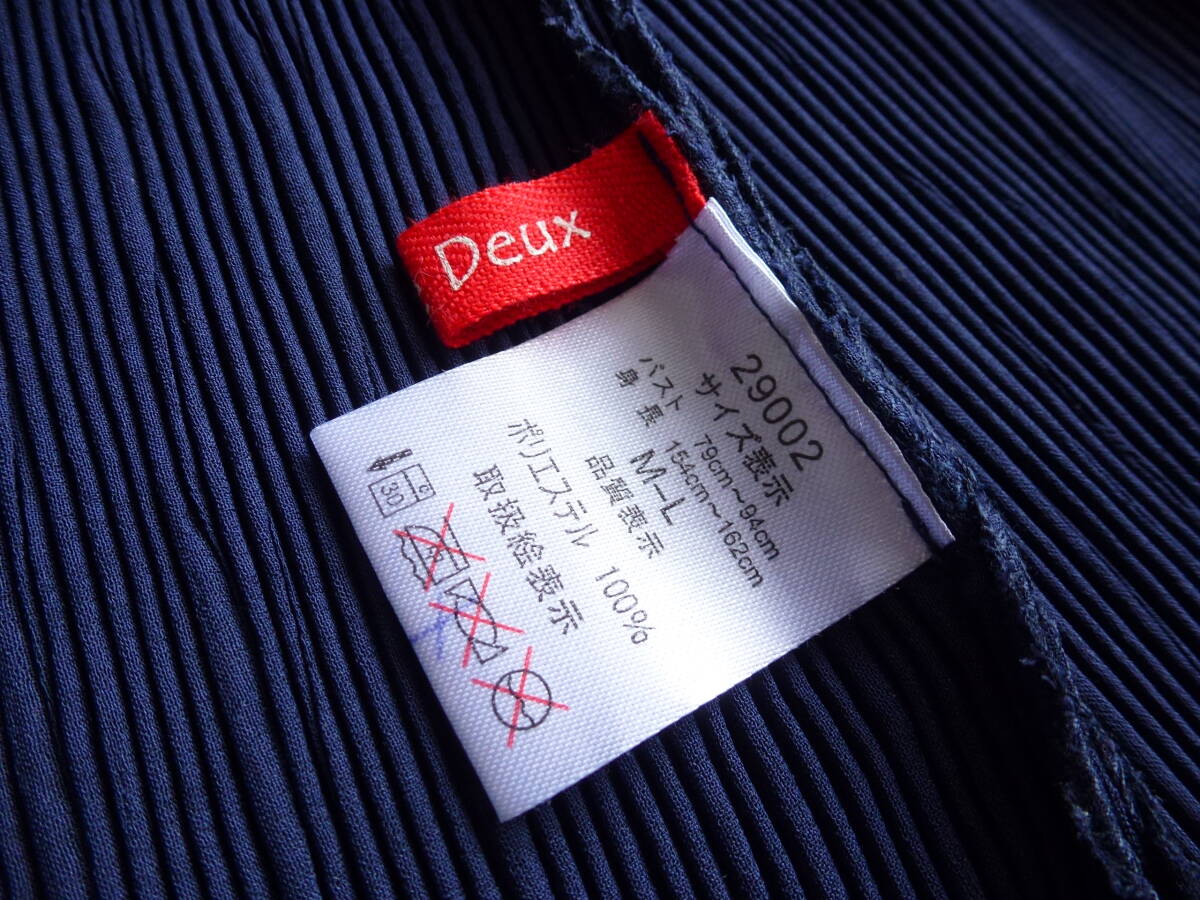 Deux
29002
サイズ表示
バスト 79cm～94cm
身長 154cm～162cm
M-L
品質表示
ポリエステル 100%
取扱絵表示
30